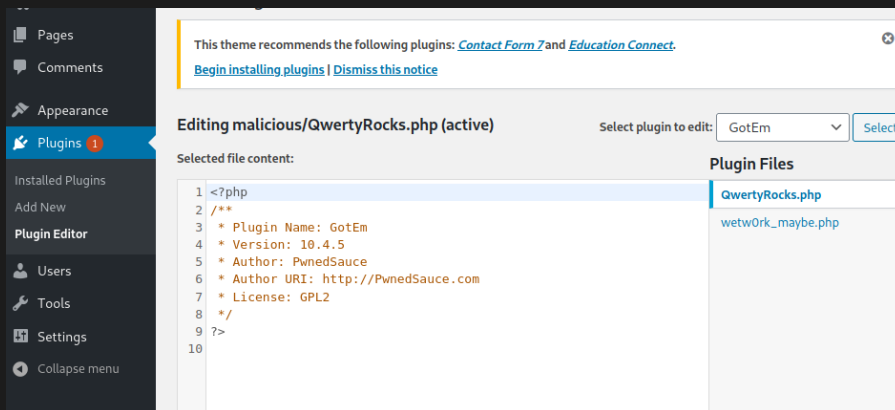 Pages
Comments
Appearance
Plugins 1
Installed Plugins
Add New
Plugin Editor
Users
Tools
Settings
Collapse menu
This theme recommends the following plugins: Contact Form 7 and Education Connect.
Begin installing plugins | Dismiss this notice
Editing malicious/QwertyRocks.php (active)
Select plugin to edit: GotEm Select
Selected file content:
1 <?php
2 /**
3  * Plugin Name: GotEm
4  * Version: 10.4.5
5  * Author: PwnedSauce
6  * Author URI: http://PwnedSauce.com
7  * License: GPL2
8  */
9 ?>
10
Plugin Files
QwertyRocks.php
wetw0rk_maybe.php